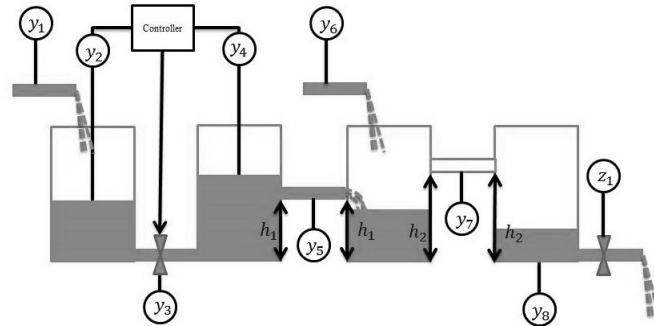 y₁
y₂
Controller
y₄
y₆
h₁
y₅
h₁
h₂
y₇
h₂
z₁
y₃
y₈